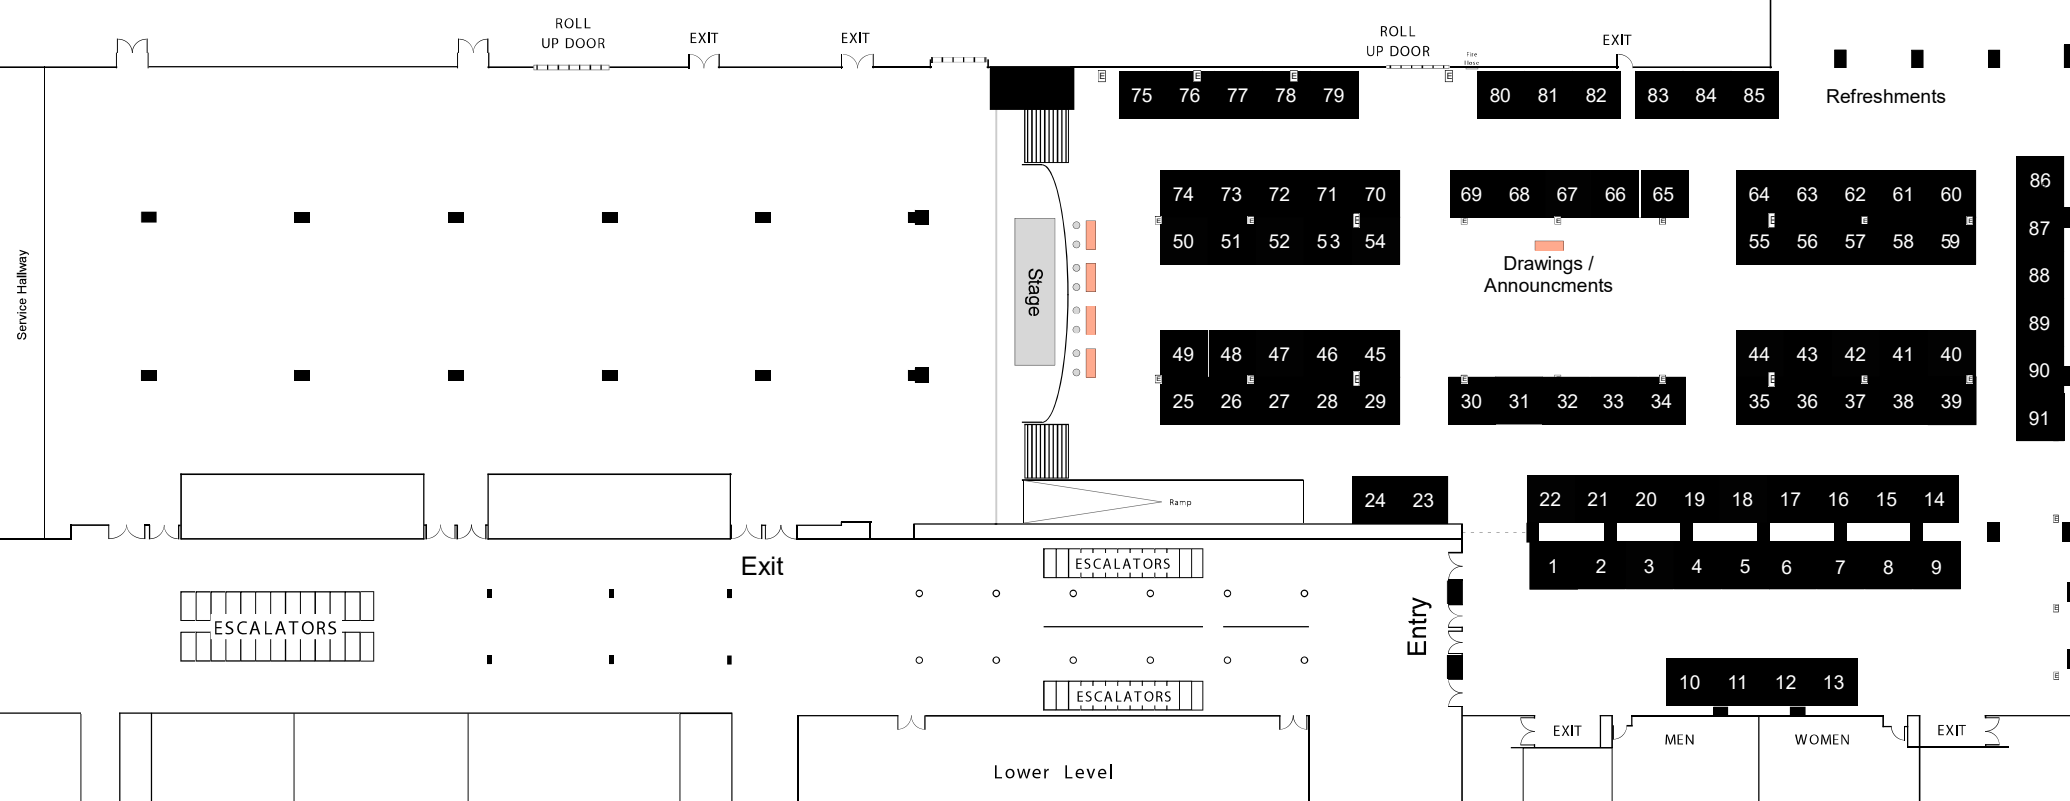 ROLL
UP DOOR
EXIT
EXIT
ROLL
UP DOOR
Fire
Hose
EXIT
75 76 77 78 79
80 81 82
83 84 85
Refreshments
74 73 72 71 70
50 51 52 53 54
69 68 67 66 65
64 63 62 61 60
55 56 57 58 59
Drawings /
Announcments
86
87
88
89
90
91
Service Hallway
Stage
49 48 47 46 45
25 26 27 28 29
30 31 32 33 34
44 43 42 41 40
35 36 37 38 39
Ramp
24 23
22 21 20 19 18 17 16 15 14
1 2 3 4 5 6 7 8 9
Exit
ESCALATORS
ESCALATORS
ESCALATORS
Entry
10 11 12 13
EXIT
MEN
WOMEN
EXIT
Lower Level